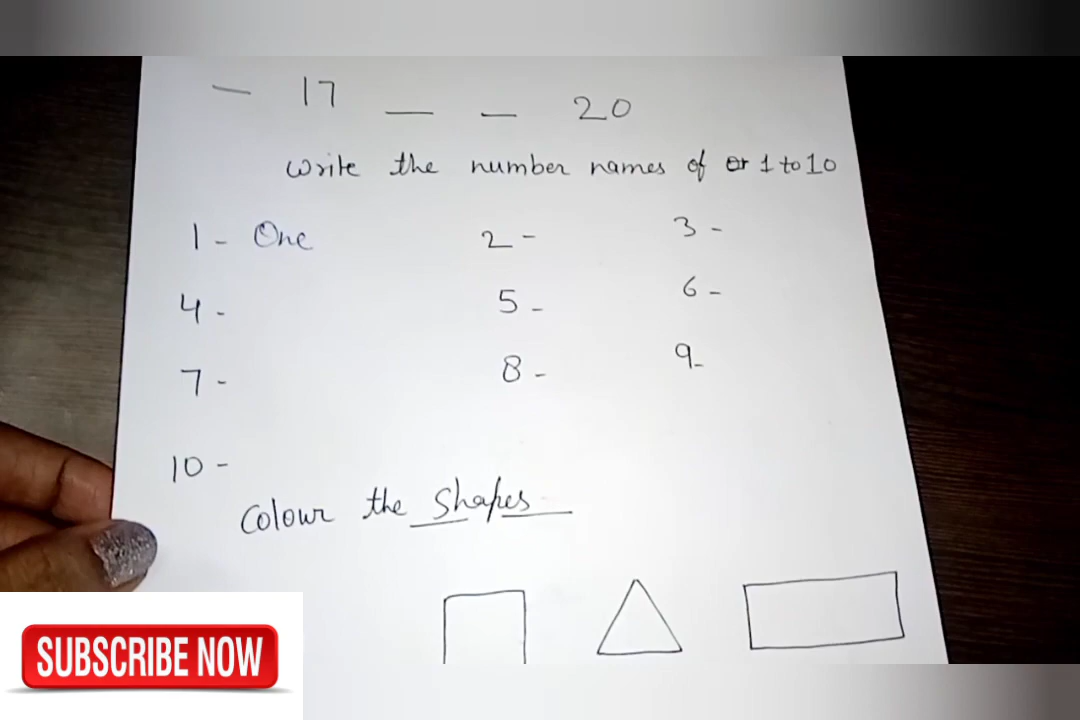 — 17 — — 20
Write the number names of or 1 to 10
1 - One 2 - 3 -
4 - 5 - 6 -
7 - 8 - 9-
10 -
Colour the Shapes
SUBSCRIBE NOW